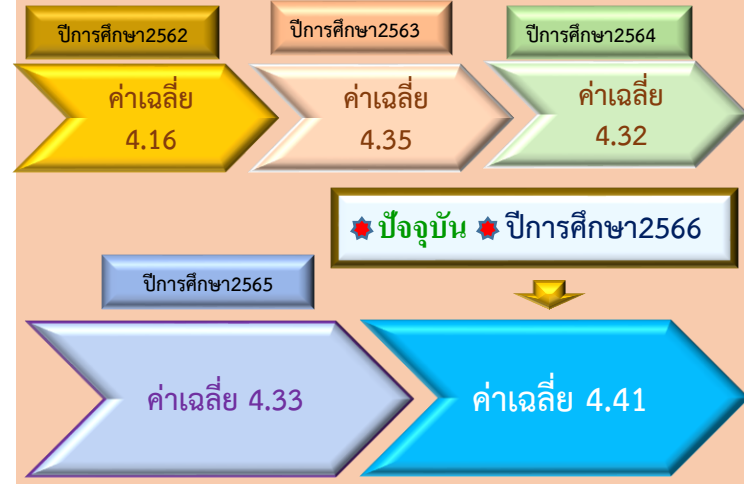 ปีการศึกษา2562
ปีการศึกษา2563
ปีการศึกษา2564
ค่าเฉลี่ย
4.16
ค่าเฉลี่ย
4.35
ค่าเฉลี่ย
4.32
ปัจจุบัน ปีการศึกษา2566
ปีการศึกษา2565
ค่าเฉลี่ย 4.33
ค่าเฉลี่ย 4.41